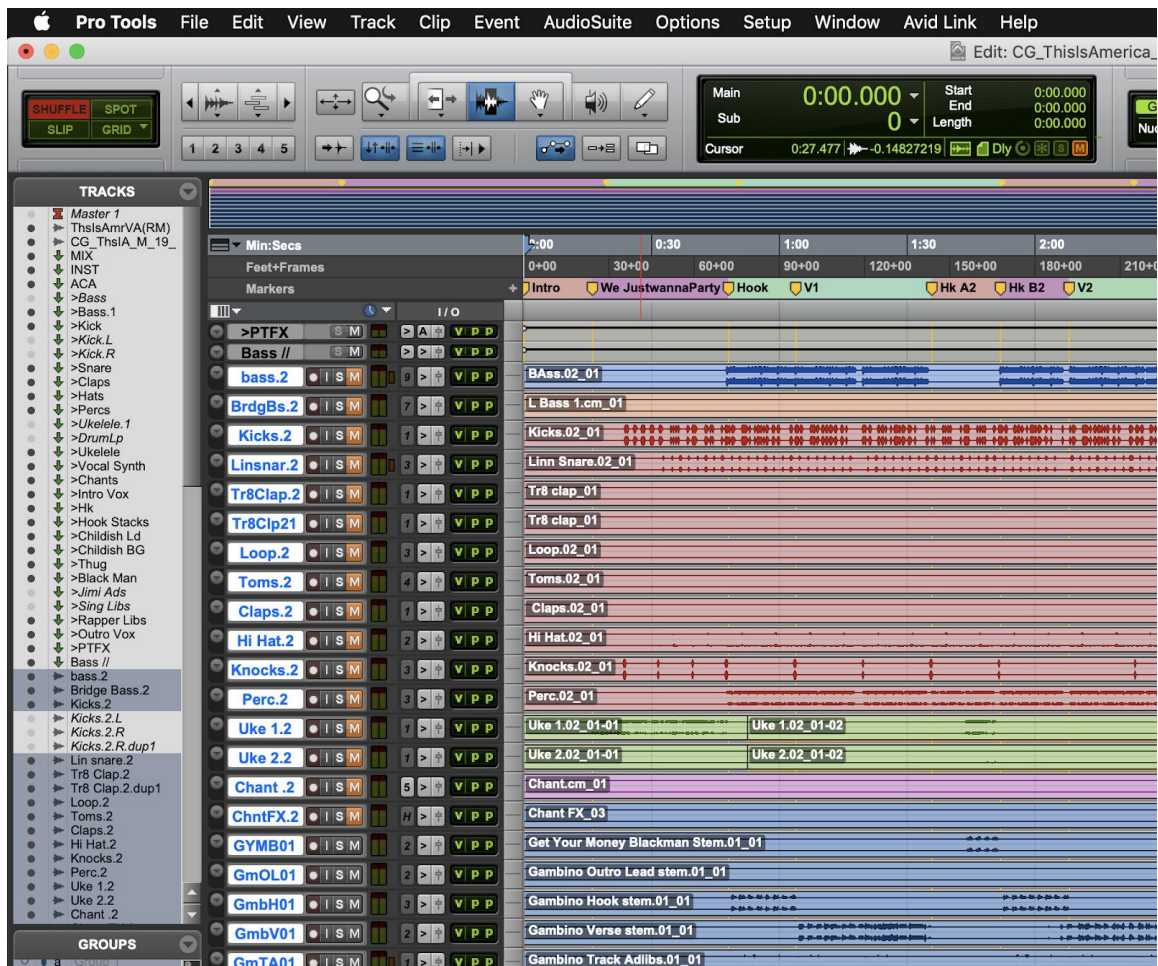 Pro Tools File Edit View Track Clip Event AudioSuite Options Setup Window Avid Link Help
Edit: CG_ThisIsAmerica_
SHUFFLE SPOT
SLIP GRID
1 2 3 4 5
Main 0:00.000
Sub 0
Start 0:00.000
End 0:00.000
Length 0:00.000
Cursor 0:27.477 -0.14827219 Dly S M
Nuc
TRACKS
Master 1
ThsIsAmrVA(RM)
CG_ThsIA_M_19_
MIX
INST
ACA
>Bass
>Bass.1
>Kick
>Kick.L
>Kick.R
>Snare
>Claps
>Hats
>Percs
>Ukelele.1
>DrumLp
>Ukelele
>Vocal Synth
>Chants
>Intro Vox
>Hk
>Hook Stacks
>Childish Ld
>Childish BG
>Thug
>Black Man
>Jimi Ads
>Sing Libs
>Rapper Libs
>Outro Vox
>PTFX
Bass //
bass.2
Bridge Bass.2
Kicks.2
Kicks.2.L
Kicks.2.R
Kicks.2.R.dup1
Lin snare.2
Tr8 Clap.2
Tr8 Clap.2.dup1
Loop.2
Toms.2
Claps.2
Hi Hat.2
Knocks.2
Perc.2
Uke 1.2
Uke 2.2
Chant .2
GROUPS
Min:Secs 0:00 0:30 1:00 1:30 2:00
Feet+Frames 0+00 30+00 60+00 90+00 120+00 150+00 180+00 210+0
Markers + Intro We JustwannaParty Hook V1 Hk A2 Hk B2 V2
I / O
>PTFX S M > A V P P
Bass // S M > > V P P
bass.2 I S M 9 > V P P BAss.02_01
BrdgBs.2 I S M 7 > V P P L Bass 1.cm_01
Kicks.2 I S M 1 > V P P Kicks.02_01
Linsnar.2 I S M 3 > V P P Linn Snare.02_01
Tr8Clap.2 I S M 1 > V P P Tr8 clap_01
Tr8Clp21 I S M 1 > V P P Tr8 clap_01
Loop.2 I S M 3 > V P P Loop.02_01
Toms.2 I S M 4 > V P P Toms.02_01
Claps.2 I S M 1 > V P P Claps.02_01
Hi Hat.2 I S M 2 > V P P Hi Hat.02_01
Knocks.2 I S M 3 > V P P Knocks.02_01
Perc.2 I S M 3 > V P P Perc.02_01
Uke 1.2 I S M 1 > V P P Uke 1.02_01-01 Uke 1.02_01-02
Uke 2.2 I S M 1 > V P P Uke 2.02_01-01 Uke 2.02_01-02
Chant .2 I S M 5 > V P P Chant.cm_01
ChntFX.2 I S M H > V P P Chant FX_03
GYMB01 I S M 2 > V P P Get Your Money Blackman Stem.01_01
GmOL01 I S M 2 > V P P Gambino Outro Lead stem.01_01
GmbH01 I S M 3 > V P P Gambino Hook stem.01_01
GmbV01 I S M 2 > V P P Gambino Verse stem.01_01
GmTA01 I S M 1 > V P P Gambino Track Adlibs.01_01